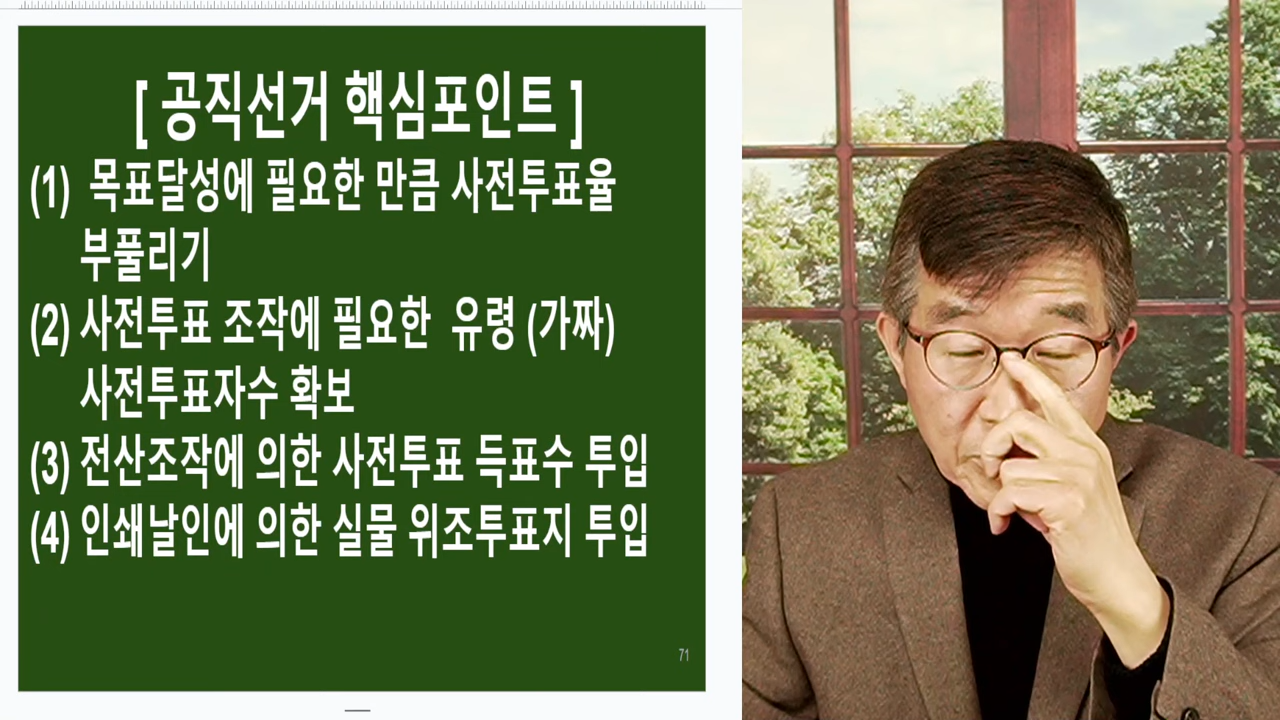 [ 공직선거 핵심포인트 ]
(1) 목표달성에 필요한 만큼 사전투표율
부풀리기
(2) 사전투표 조작에 필요한 유령 (가짜)
사전투표자수 확보
(3) 전산조작에 의한 사전투표 득표수 투입
(4) 인쇄날인에 의한 실물 위조투표지 투입
71